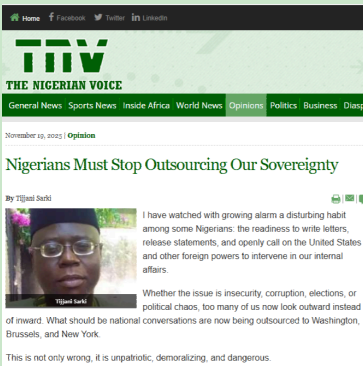 Home Facebook Twitter Linkedin
TNV
THE NIGERIAN VOICE
General News Sports News Inside Africa World News Opinions Politics Business Diasp
November 19, 2025 | Opinion
Nigerians Must Stop Outsourcing Our Sovereignty
By Tijjani Sarki
I have watched with growing alarm a disturbing habit
among some Nigerians: the readiness to write letters,
release statements, and openly call on the United States
and other foreign powers to intervene in our internal
affairs.
Whether the issue is insecurity, corruption, elections, or
political chaos, too many of us now look outward instead
Tijjani Sarki
of inward. What should be national conversations are now being outsourced to Washington,
Brussels, and New York.
This is not only wrong, it is unpatriotic, demoralizing, and dangerous.